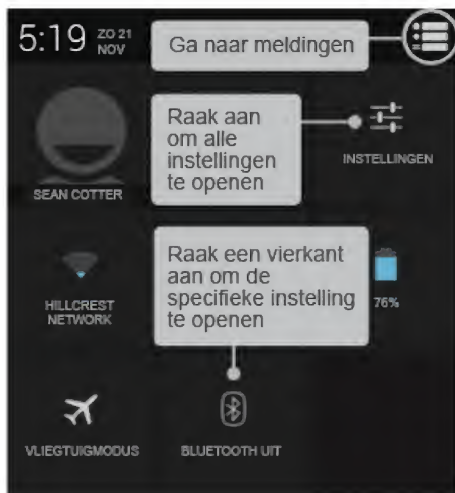 5:19 ZO 21
NOV
Ga naar meldingen
Raak aan
om alle
instellingen
te openen
INSTELLINGEN
SEAN COTTER
Raak een vierkant
aan om de
specifieke instelling
te openen
HILLCREST
NETWORK
76%
VLIEGTUIGMODUS
BLUETOOTH UIT